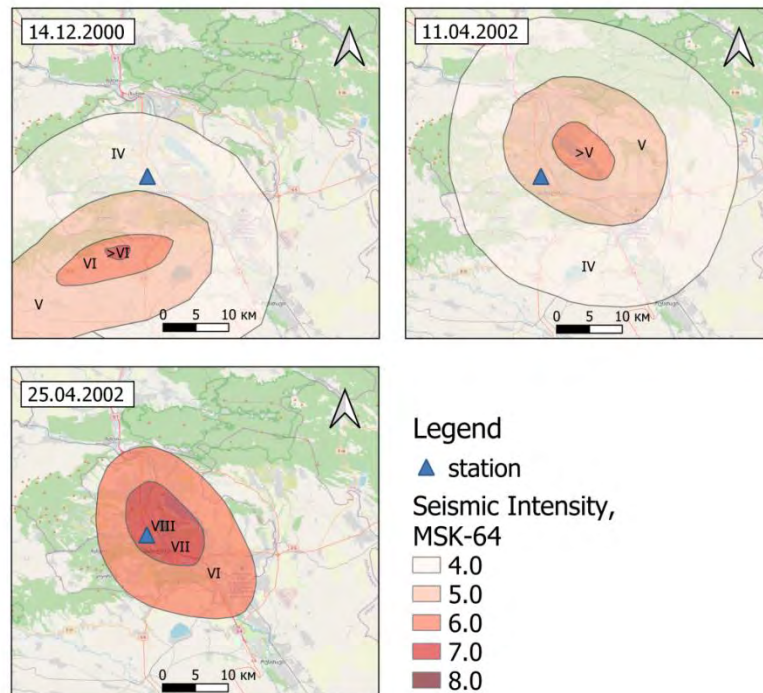 14.12.2000
IV
>VI
VI
V
0 5 10 км
11.04.2002
>V
V
IV
0 5 10 км
25.04.2002
VIII
VII
VI
0 5 10 км
Legend
station
Seismic Intensity,
MSK-64
4.0
5.0
6.0
7.0
8.0